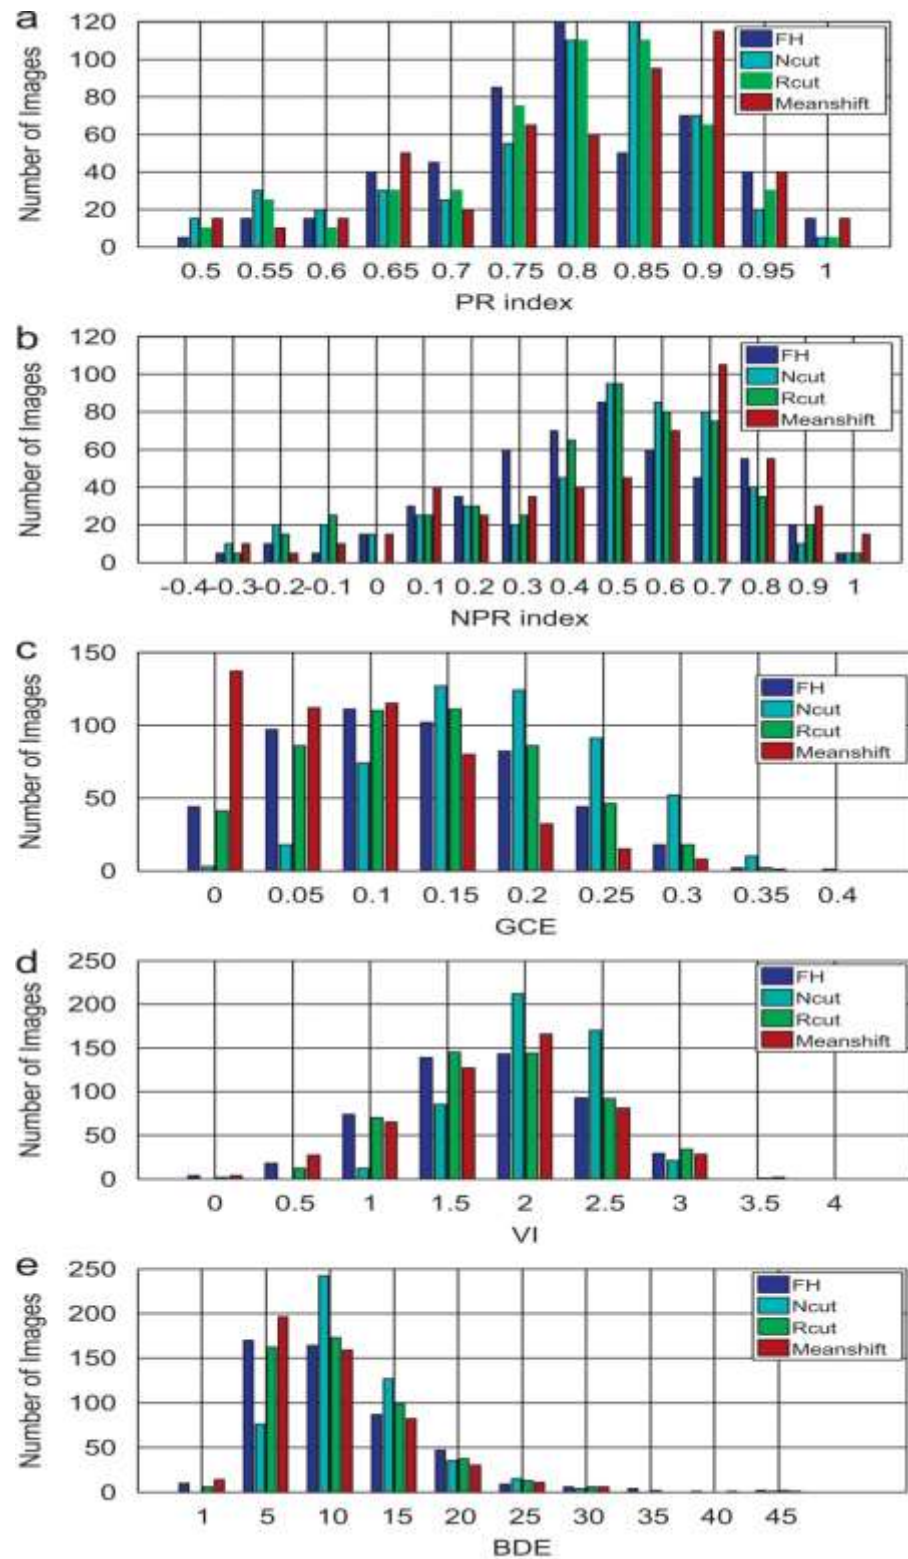 a
120
100
80
60
40
20
0
Number of Images
FH
Ncut
Rcut
Meanshift
0.5 0.55 0.6 0.65 0.7 0.75 0.8 0.85 0.9 0.95 1
PR index
b
120
100
80
60
40
20
0
Number of Images
FH
Ncut
Rcut
Meanshift
-0.4 -0.3 -0.2 -0.1 0 0.1 0.2 0.3 0.4 0.5 0.6 0.7 0.8 0.9 1
NPR index
c
150
100
50
0
Number of Images
FH
Ncut
Rcut
Meanshift
0 0.05 0.1 0.15 0.2 0.25 0.3 0.35 0.4
GCE
d
250
200
150
100
50
0
Number of Images
FH
Ncut
Rcut
Meanshift
0 0.5 1 1.5 2 2.5 3 3.5 4
VI
e
250
200
150
100
50
0
Number of Images
FH
Ncut
Rcut
Meanshift
1 5 10 15 20 25 30 35 40 45
BDE